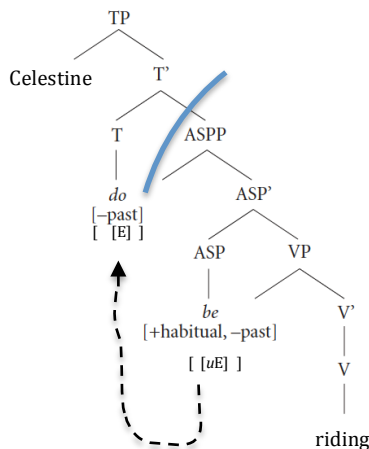 TP
Celestine T’
T ASPP
do
[–past]
[ [E] ]
ASP’
ASP VP
be
[+habitual, –past]
[ [uE] ]
V’
V
riding